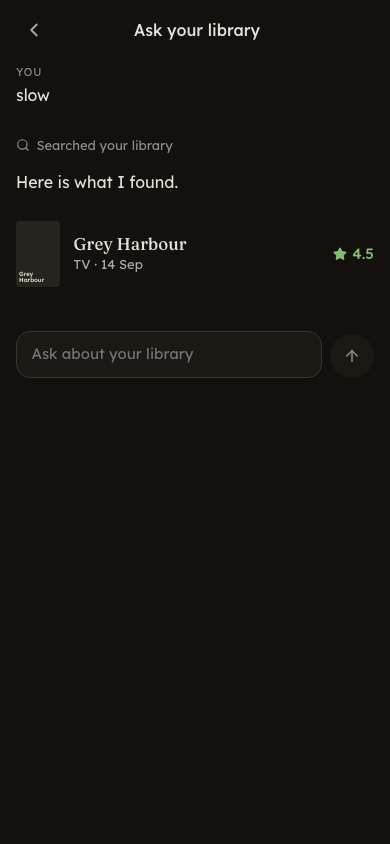 Ask your library
YOU
slow
Searched your library
Here is what I found.
Grey
Harbour
Grey Harbour
TV · 14 Sep
4.5
Ask about your library